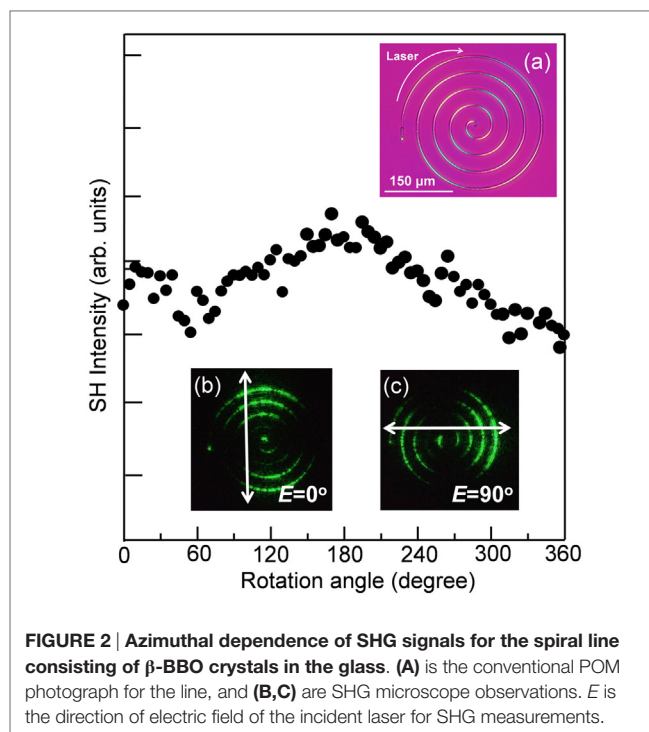 SH Intensity (arb. units)
Laser
(a)
150 μm
(b)
E=0°
(c)
E=90°
0 60 120 180 240 300 360
Rotation angle (degree)
FIGURE 2 | Azimuthal dependence of SHG signals for the spiral line
consisting of β-BBO crystals in the glass. (A) is the conventional POM
photograph for the line, and (B,C) are SHG microscope observations. E is
the direction of electric field of the incident laser for SHG measurements.